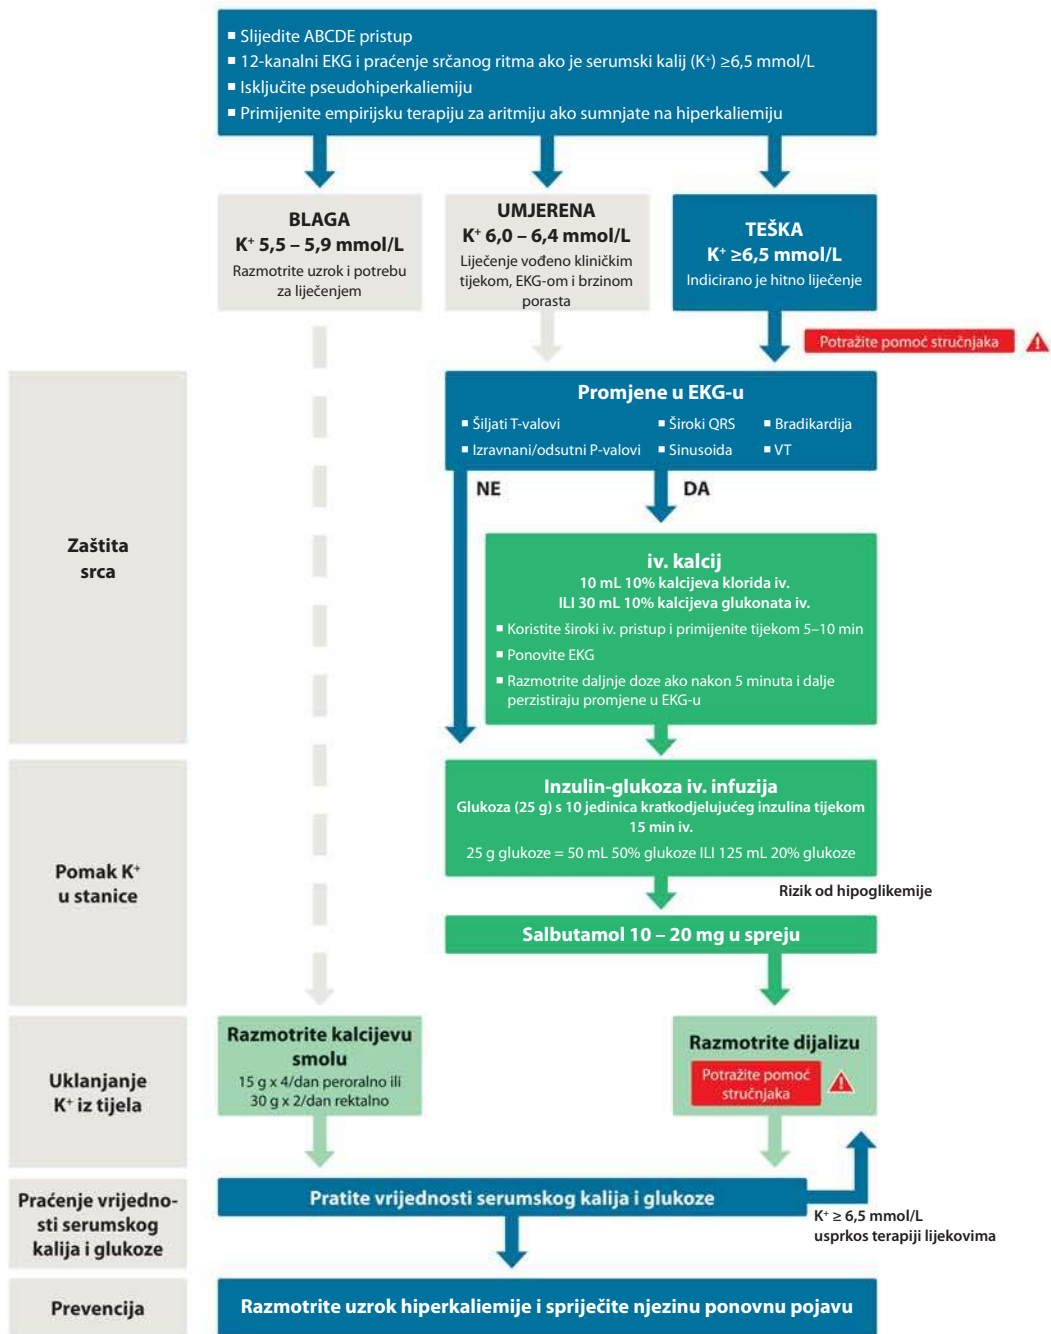 ▪ Slijedite ABCDE pristup
▪ 12-kanalni EKG i praćenje srčanog ritma ako je serumski kalij (K⁺) ≥6,5 mmol/L
▪ Isključite pseudohiperkaliemiju
▪ Primijenite empirijsku terapiju za aritmiju ako sumnjate na hiperkaliemiju
BLAGA
K⁺ 5,5 – 5,9 mmol/L
Razmotrite uzrok i potrebu
za liječenjem
UMJERENA
K⁺ 6,0 – 6,4 mmol/L
Liječenje vođeno kliničkim
tijekom, EKG-om i brzinom
porasta
TEŠKA
K⁺ ≥6,5 mmol/L
Indicirano je hitno liječenje
Potražite pomoć stručnjaka
Zaštita
srca
Promjene u EKG-u
▪ Šiljati T-valovi ▪ Široki QRS ▪ Bradikardija
▪ Izravnani/odsutni P-valovi ▪ Sinusoida ▪ VT
NE DA
iv. kalcij
10 mL 10% kalcijeva klorida iv.
ILI 30 mL 10% kalcijeva glukonata iv.
▪ Koristite široki iv. pristup i primijenite tijekom 5–10 min
▪ Ponovite EKG
▪ Razmotrite daljnje doze ako nakon 5 minuta i dalje
perzistiraju promjene u EKG-u
Pomak K⁺
u stanice
Inzulin-glukoza iv. infuzija
Glukoza (25 g) s 10 jedinica kratkodjelujućeg inzulina tijekom
15 min iv.
25 g glukoze = 50 mL 50% glukoze ILI 125 mL 20% glukoze
Rizik od hipoglikemije
Salbutamol 10 – 20 mg u spreju
Uklanjanje
K⁺ iz tijela
Razmotrite kalcijevu
smolu
15 g x 4/dan peroralno ili
30 g x 2/dan rektalno
Razmotrite dijalizu
Potražite pomoć
stručnjaka
Praćenje vrijedno-
sti serumskog
kalija i glukoze
Pratite vrijednosti serumskog kalija i glukoze
K⁺ ≥ 6,5 mmol/L
usprkos terapiji lijekovima
Prevencija
Razmotrite uzrok hiperkaliemije i spriječite njezinu ponovnu pojavu